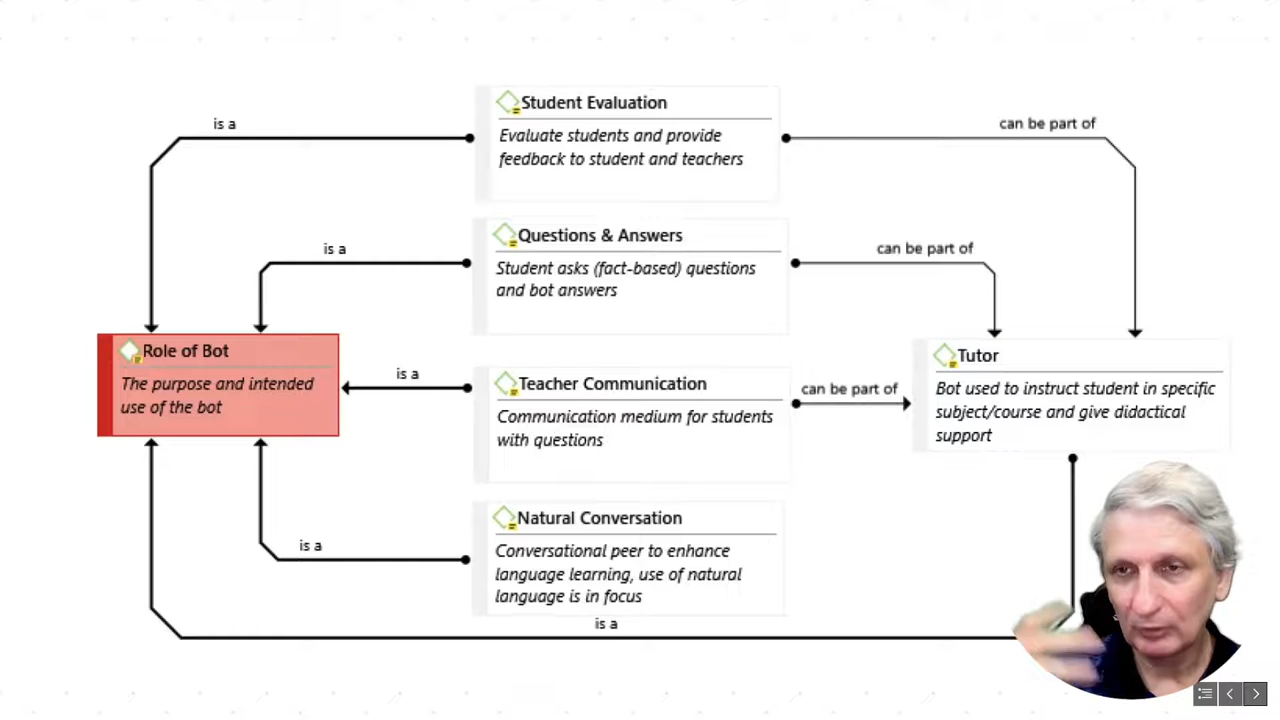 Student Evaluation
is a
can be part of
Evaluate students and provide
feedback to student and teachers
Questions & Answers
is a
can be part of
Student asks (fact-based) questions
and bot answers
Role of Bot
The purpose and intended
use of the bot
is a
Teacher Communication
Communication medium for students
with questions
can be part of
Tutor
Bot used to instruct student in specific
subject/course and give didactical
support
Natural Conversation
is a
Conversational peer to enhance
language learning, use of natural
language is in focus
is a